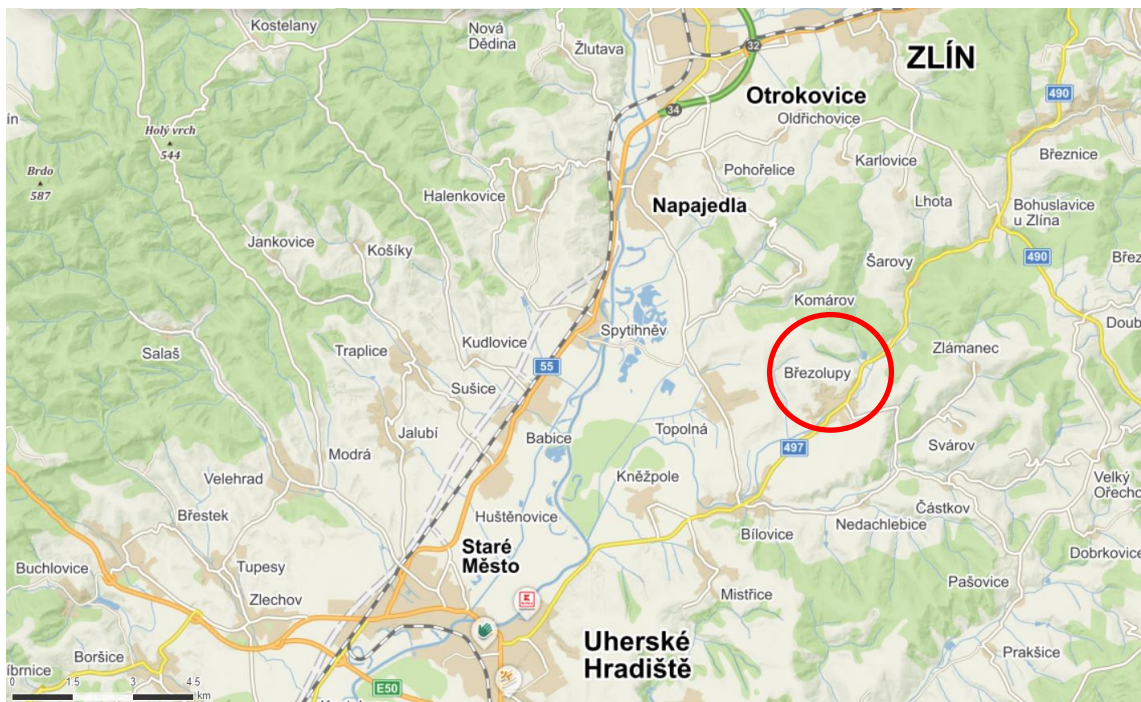 Kostelany
Nová
Dědina
Žlutava
32
ZLÍN
490
34
Otrokovice
Oldřichovice
Holý vrch
544
Brdo
587
Pohořelice
Karlovice
Březnice
Halenkovice
Napajedla
Lhota
Bohuslavice
u Zlína
Jankovice
Košíky
490
Šarovy
Komárov
Spytihněv
Salaš
Traplice
Kudlovice
55
Zlámanec
Březolupy
Sušice
Jalubí
Babice
Topolná
497
Svárov
Modrá
Velehrad
Kněžpole
Velký
Částkov
Břestek
Huštěnovice
Bílovice
Nedachlebice
Staré
Město
Dobrkovice
Buchlovice
Tupesy
Zlechov
Pašovice
K
Mistřice
Uherské
Hradiště
Boršice
Prakšice
E50
0 1.5 3 4.5
km